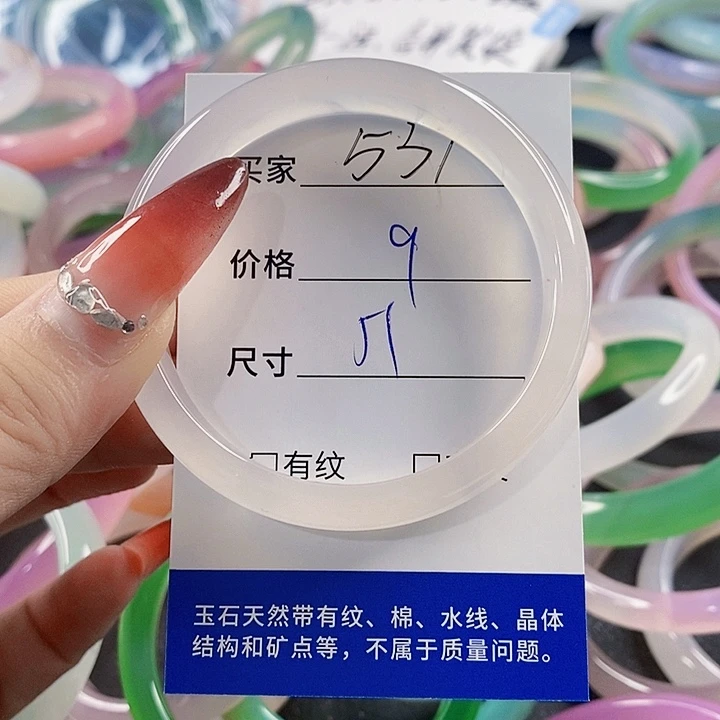 买家 531
价格 9
尺寸 51
□有纹 □
玉石天然带有纹、棉、水线、晶体
结构和矿点等，不属于质量问题。